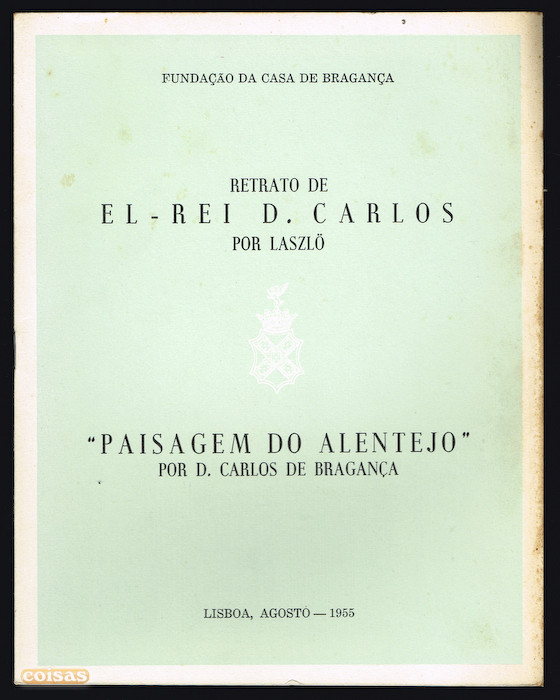 FUNDAÇÃO DA CASA DE BRAGANÇA
RETRATO DE
EL-REI D. CARLOS
POR LASZLÖ
"PAISAGEM DO ALENTEJO"
POR D. CARLOS DE BRAGANÇA
LISBOA, AGOSTO — 1955
coisas